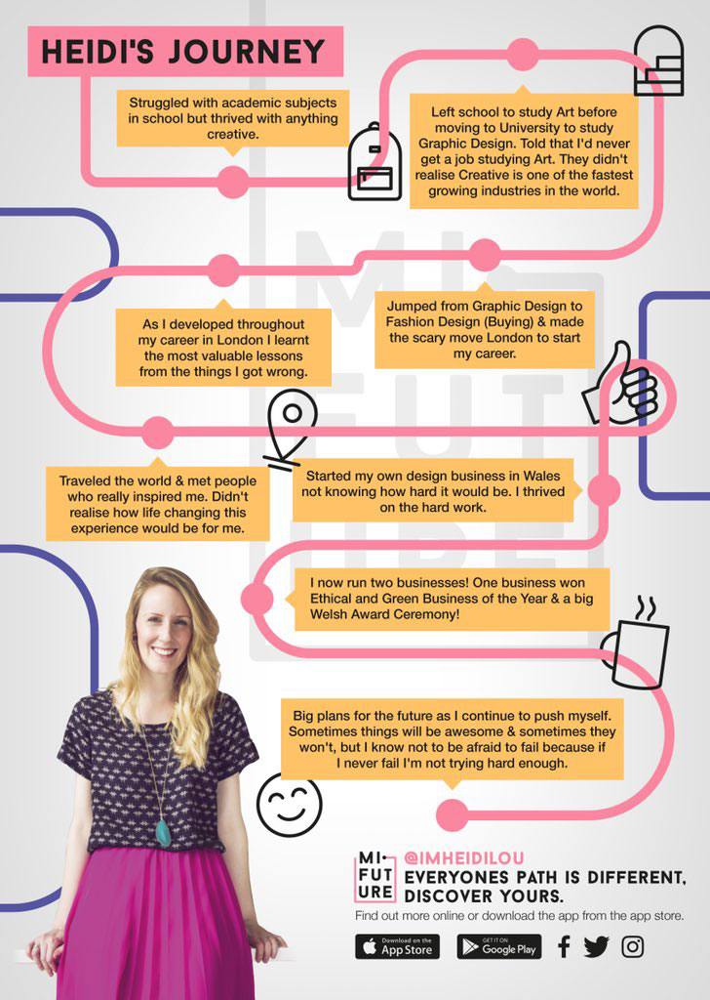 HEIDI'S JOURNEY
Struggled with academic subjects
in school but thrived with anything
creative.
Left school to study Art before
moving to University to study
Graphic Design. Told that I'd never
get a job studying Art. They didn't
realise Creative is one of the fastest
growing industries in the world.
Jumped from Graphic Design to
Fashion Design (Buying) & made
the scary move London to start
my career.
As I developed throughout
my career in London I learnt
the most valuable lessons
from the things I got wrong.
Traveled the world & met people
who really inspired me. Didn't
realise how life changing this
experience would be for me.
Started my own design business in Wales
not knowing how hard it would be. I thrived
on the hard work.
I now run two businesses! One business won
Ethical and Green Business of the Year & a big
Welsh Award Ceremony!
Big plans for the future as I continue to push myself.
Sometimes things will be awesome & sometimes they
won't, but I know not to be afraid to fail because if
I never fail I'm not trying hard enough.
MI·
FUT
URE
MI·
FUT
URE
@IMHEIDILOU
EVERYONES PATH IS DIFFERENT,
DISCOVER YOURS.
Find out more online or download the app from the app store.
Download on the
App Store
GET IT ON
Google Play